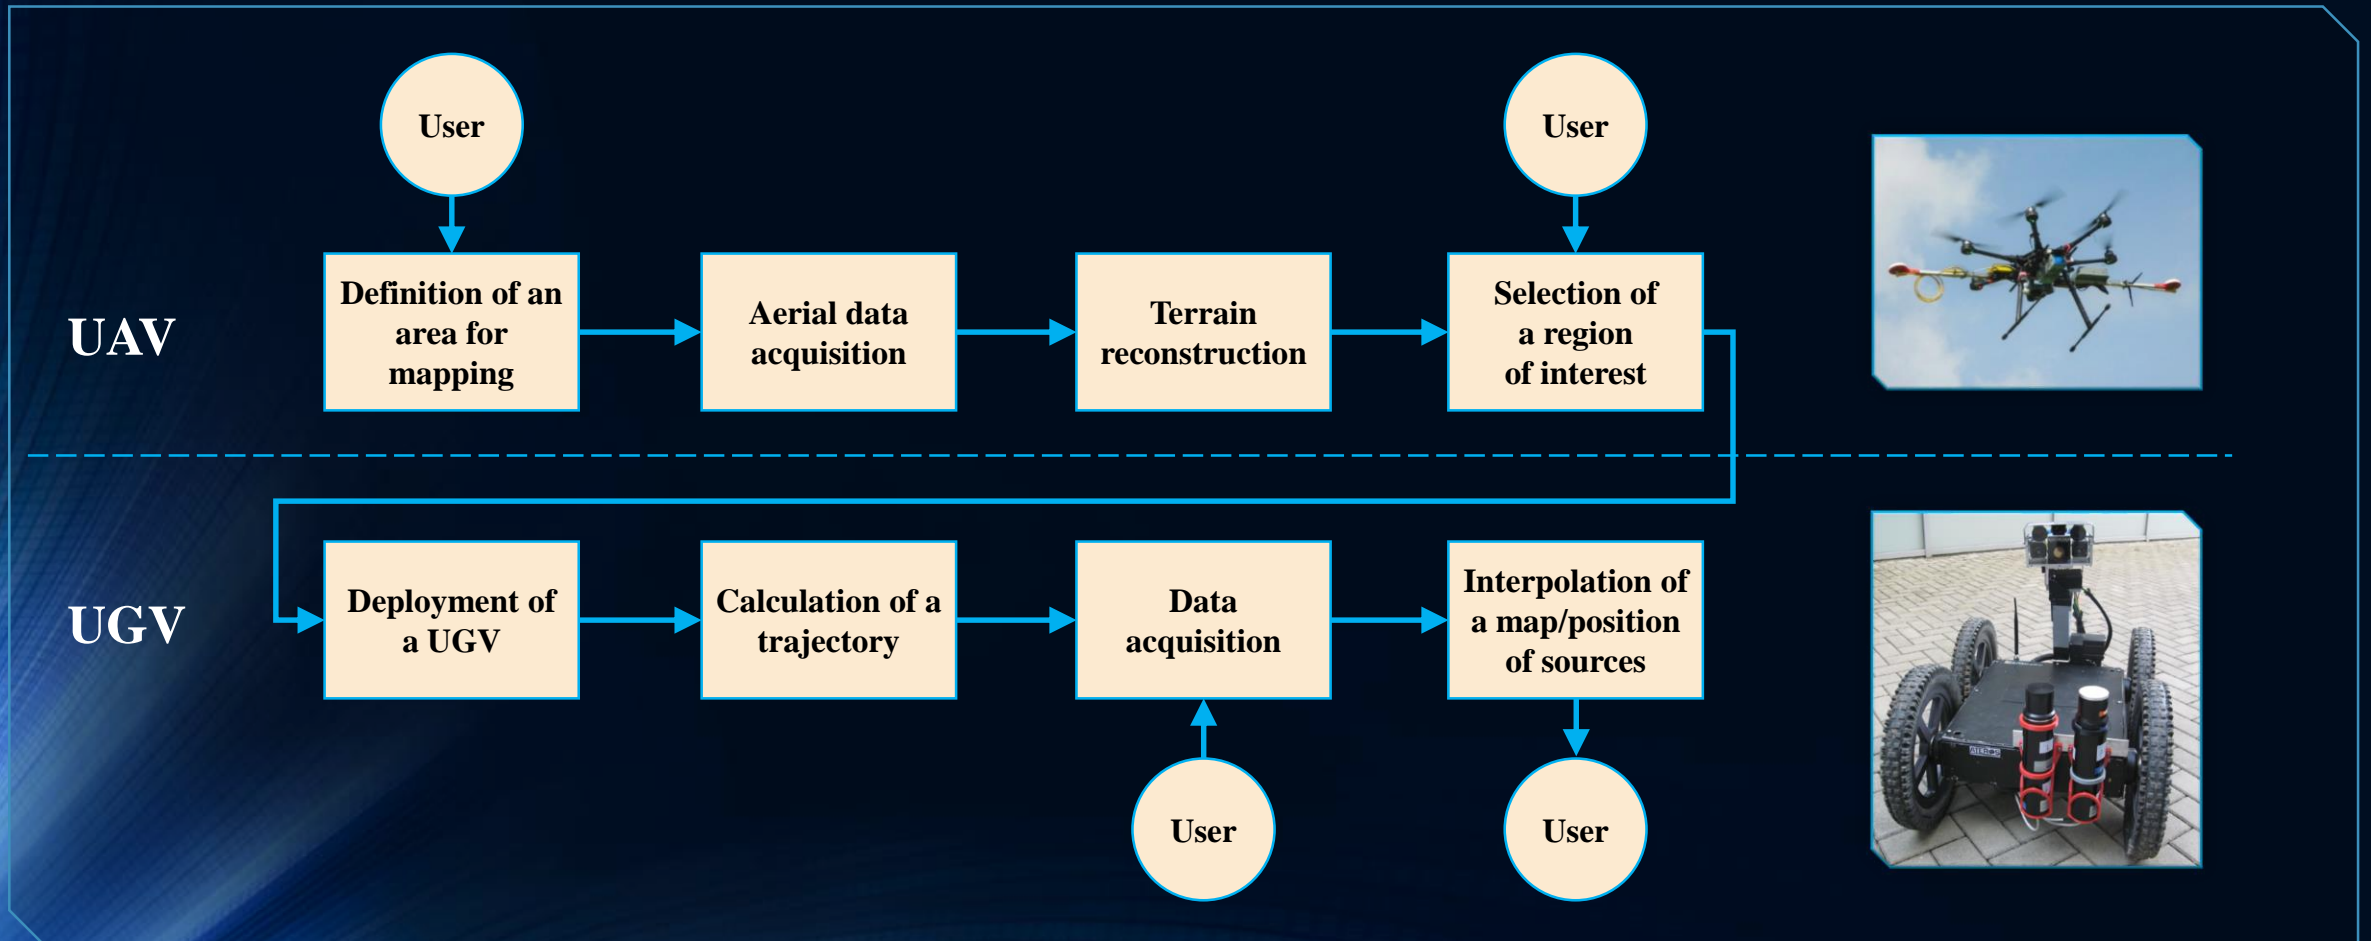 User
User
UAV
Definition of an
area for
mapping
Aerial data
acquisition
Terrain
reconstruction
Selection of
a region
of interest
UGV
Deployment of
a UGV
Calculation of a
trajectory
Data
acquisition
Interpolation of
a map/position
of sources
User
User